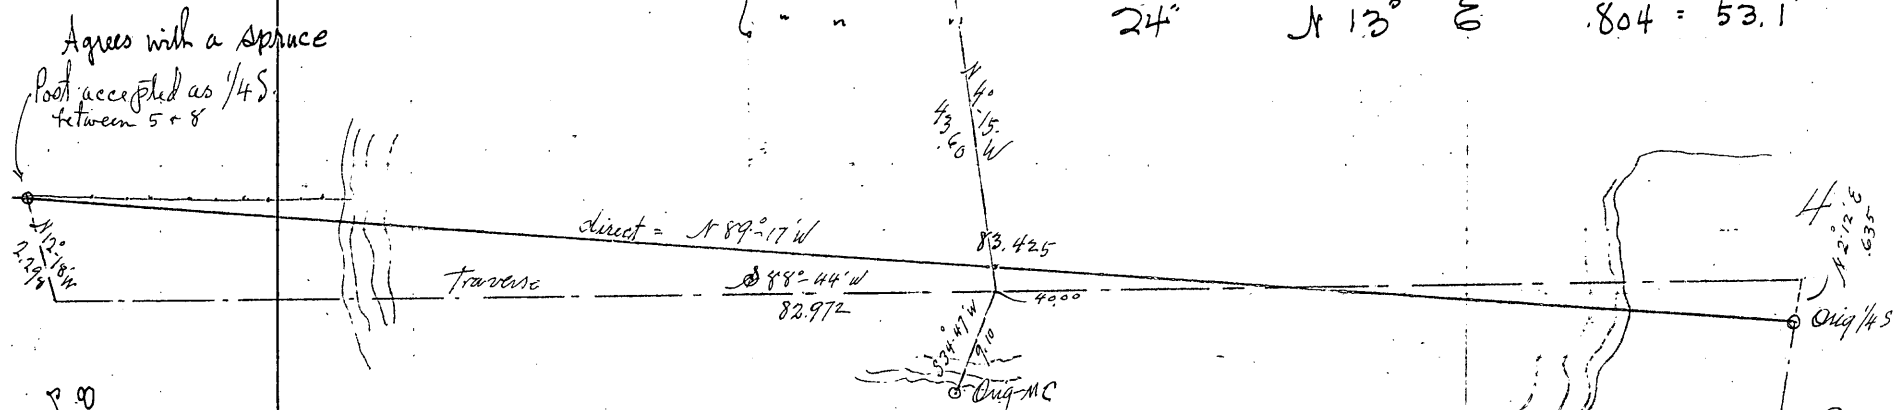 " " 24" N 13° E .804 = 53.1'
Agrees with a Spruce
Post accepted as 1/4 S.
between 5 + 8
N 4° 15' W
43.60
N 12° 18' W
2.298
direct = N 89°-17' W
83.425
Traverse
S 88°-44' W
82.972
40.00
S 34°-47' W
9.10
Orig MC
4
N 2° 12' E
.635
Orig 1/4 S